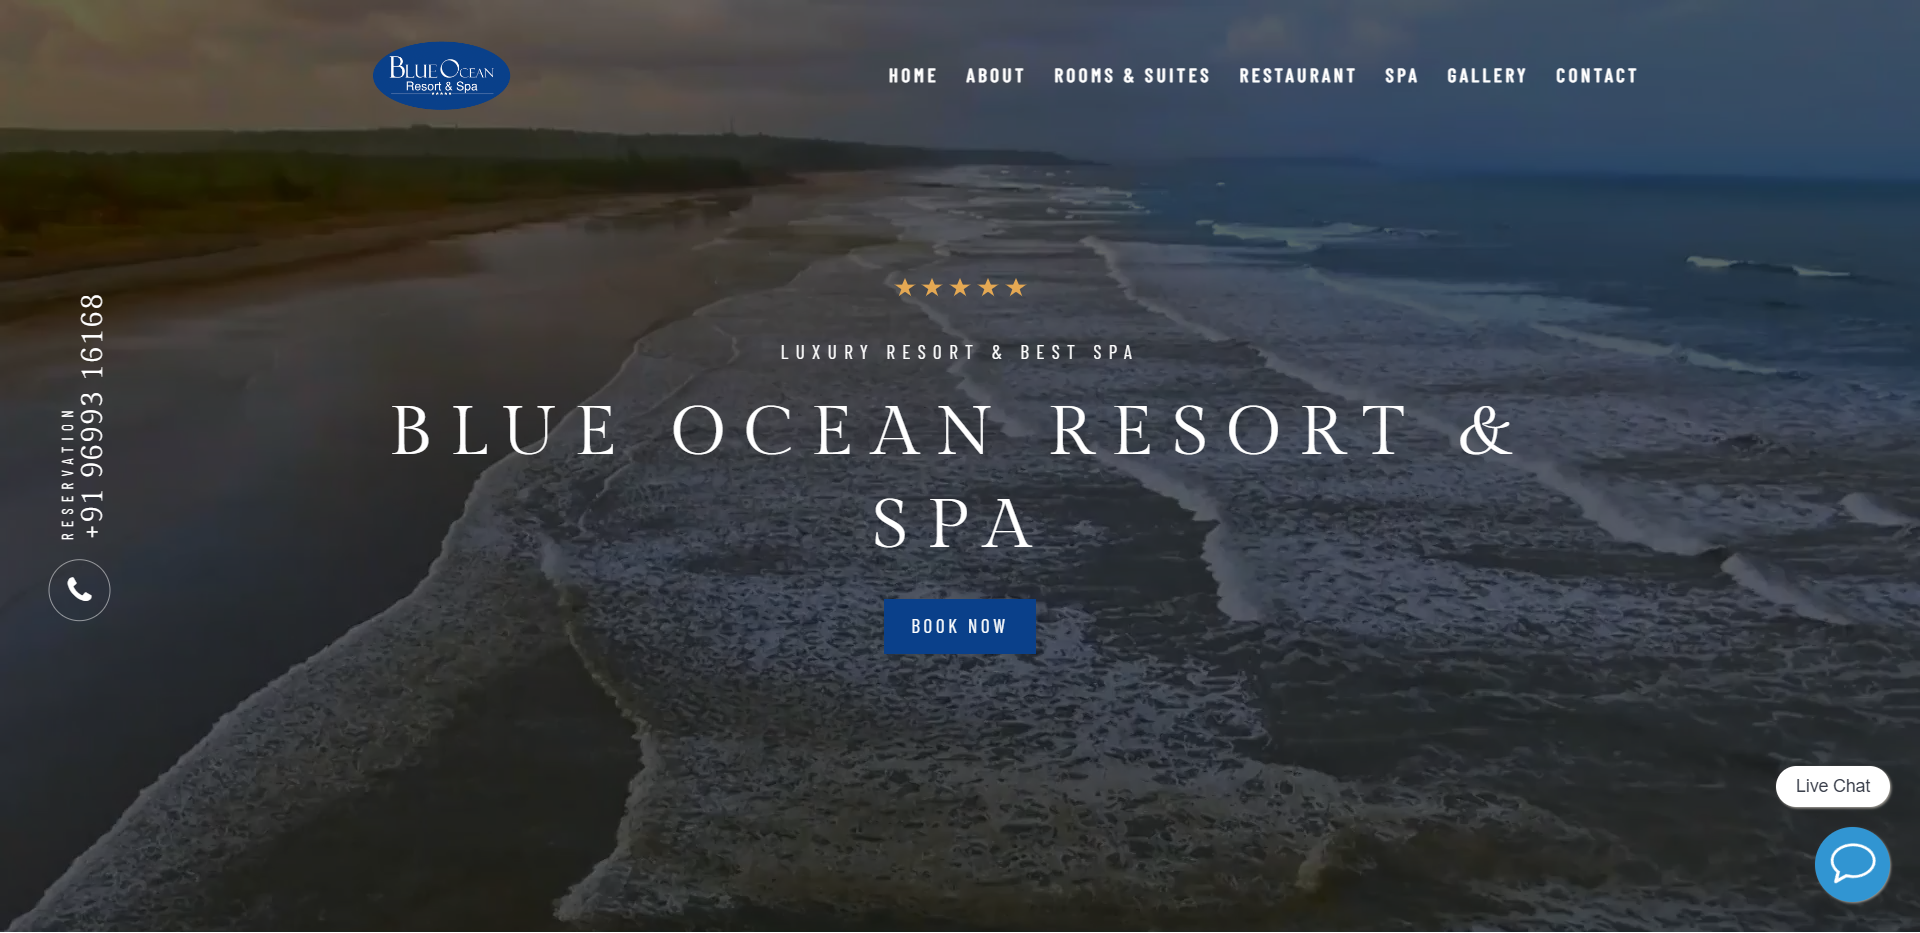 BLUE OCEAN
Resort & Spa
HOME ABOUT ROOMS & SUITES RESTAURANT SPA GALLERY CONTACT
LUXURY RESORT & BEST SPA
BLUE OCEAN RESORT &
SPA
BOOK NOW
RESERVATION
+91 96993 16168
Live Chat